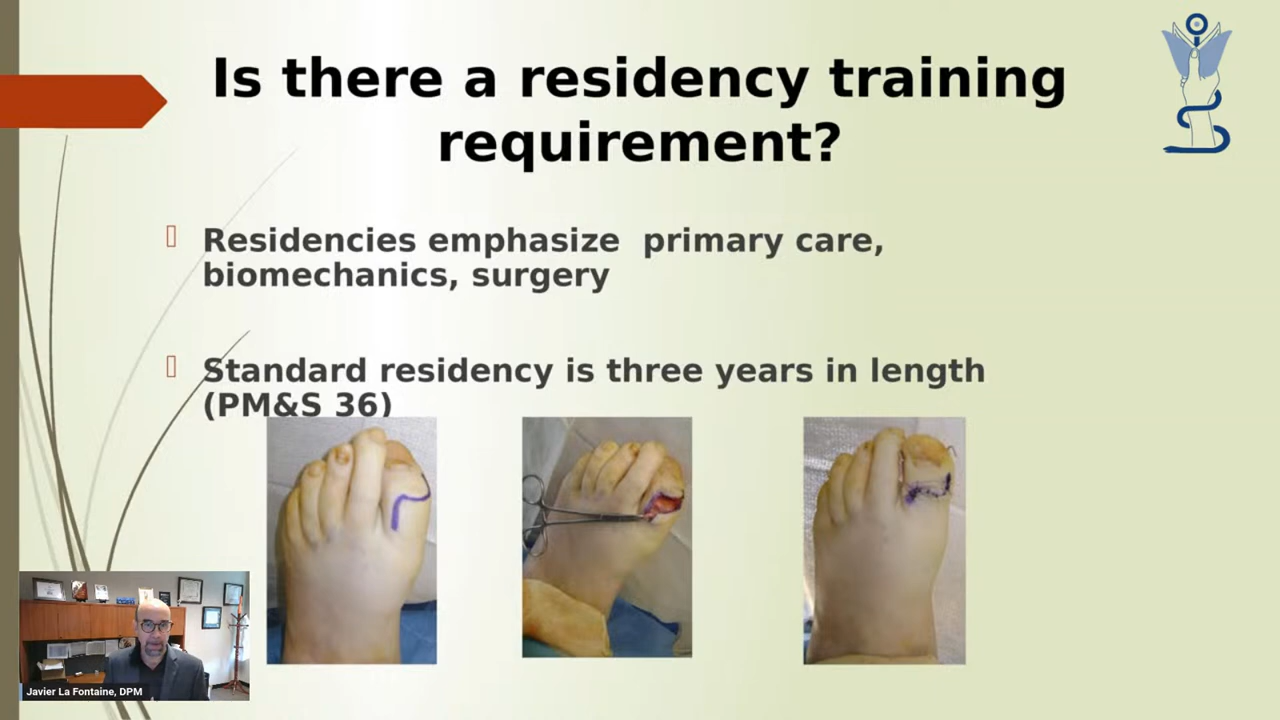 Is there a residency training
requirement?
Residencies emphasize  primary care,
biomechanics, surgery
Standard residency is three years in length
(PM&S 36)
Javier La Fontaine, DPM